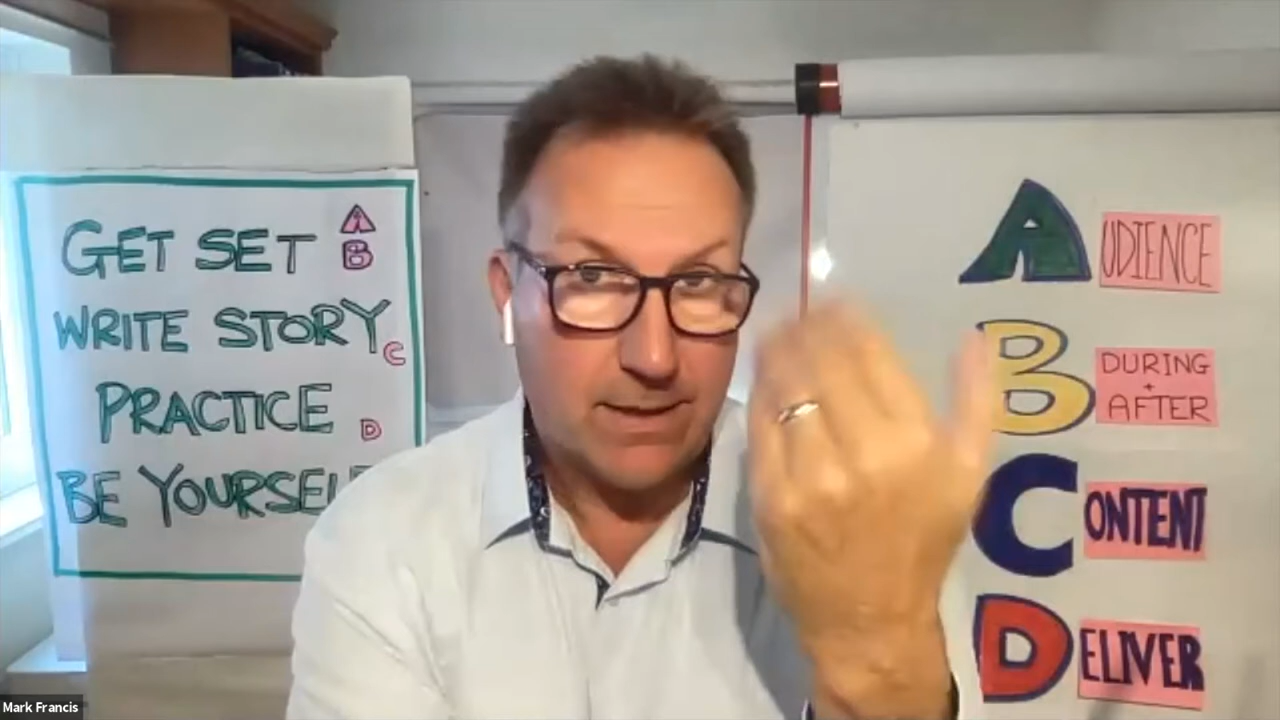 GET SET A
B
WRITE STORY C
PRACTICE D
BE YOURSEL
AUDIENCE
B DURING
+
AFTER
CONTENT
DELIVER
Mark Francis